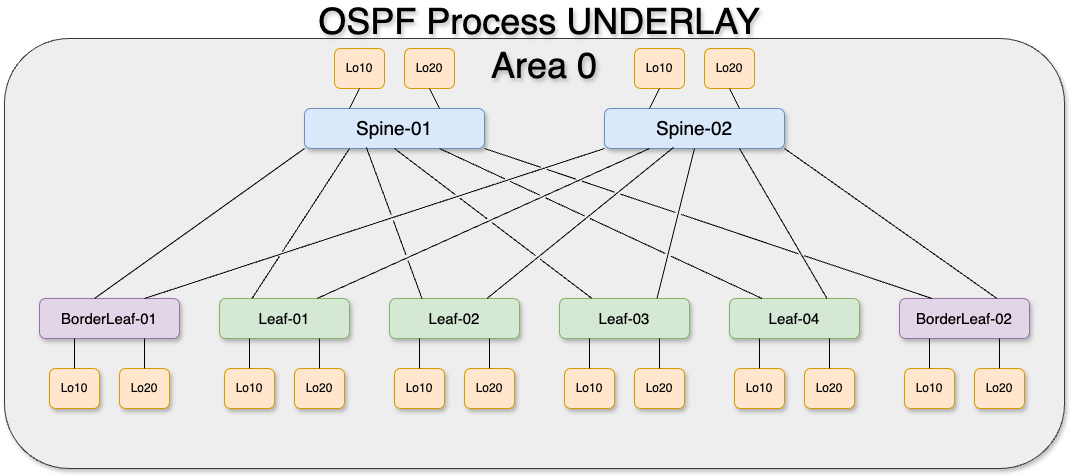 OSPF Process UNDERLAY
Area 0
Lo10 Lo20 Lo10 Lo20
Spine-01 Spine-02
BorderLeaf-01 Leaf-01 Leaf-02 Leaf-03 Leaf-04 BorderLeaf-02
Lo10 Lo20 Lo10 Lo20 Lo10 Lo20 Lo10 Lo20 Lo10 Lo20 Lo10 Lo20